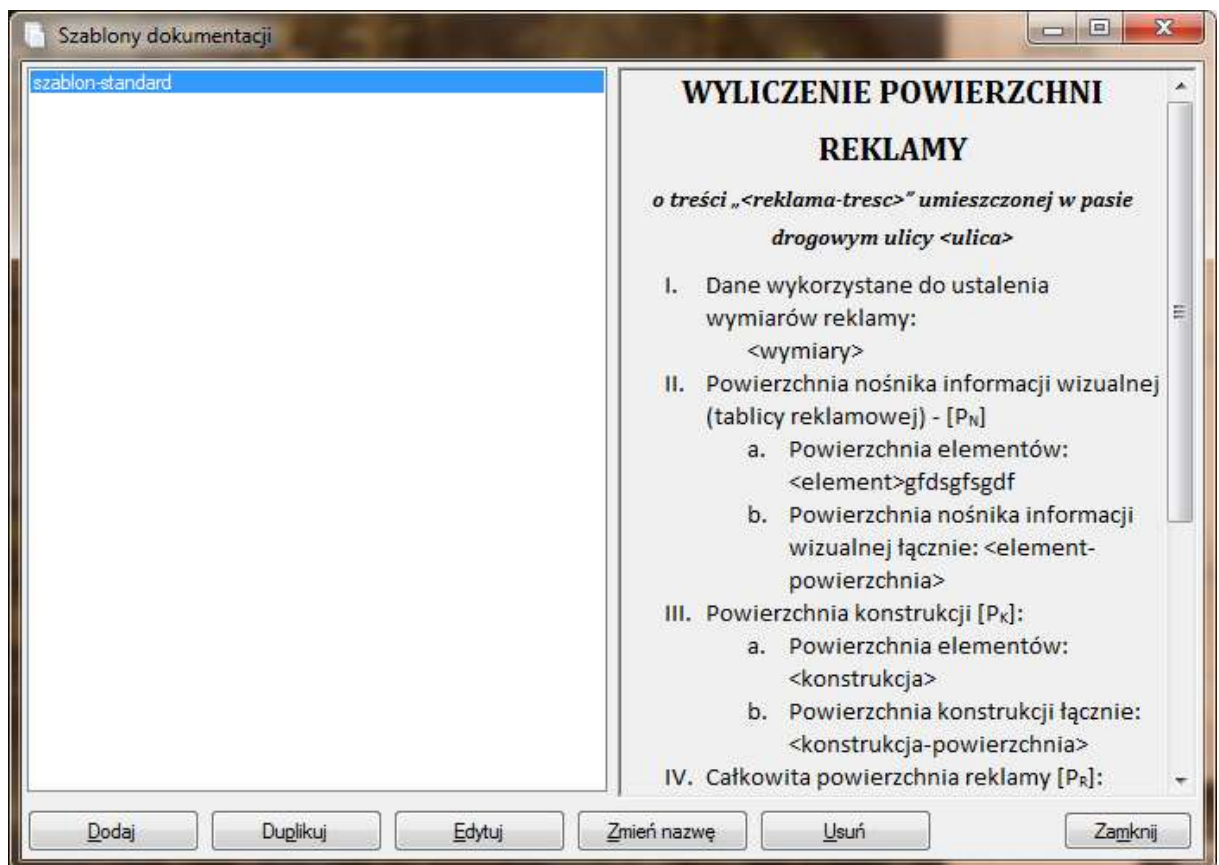 Szablony dokumentacji
szablon-standard
WYLICZENIE POWIERZCHNI
REKLAMY
o treści „<reklama-tresc>” umieszczonej w pasie
drogowym ulicy <ulica>
I. Dane wykorzystane do ustalenia
wymiarów reklamy:
<wymiary>
II. Powierzchnia nośnika informacji wizualnej
(tablicy reklamowej) - [PN]
a. Powierzchnia elementów:
<element>gfdsgfsgdf
b. Powierzchnia nośnika informacji
wizualnej łącznie: <element-
powierzchnia>
III. Powierzchnia konstrukcji [PK]:
a. Powierzchnia elementów:
<konstrukcja>
b. Powierzchnia konstrukcji łącznie:
<konstrukcja-powierzchnia>
IV. Całkowita powierzchnia reklamy [PR]:
Dodaj
Duplikuj
Edytuj
Zmień nazwę
Usuń
Zamknij